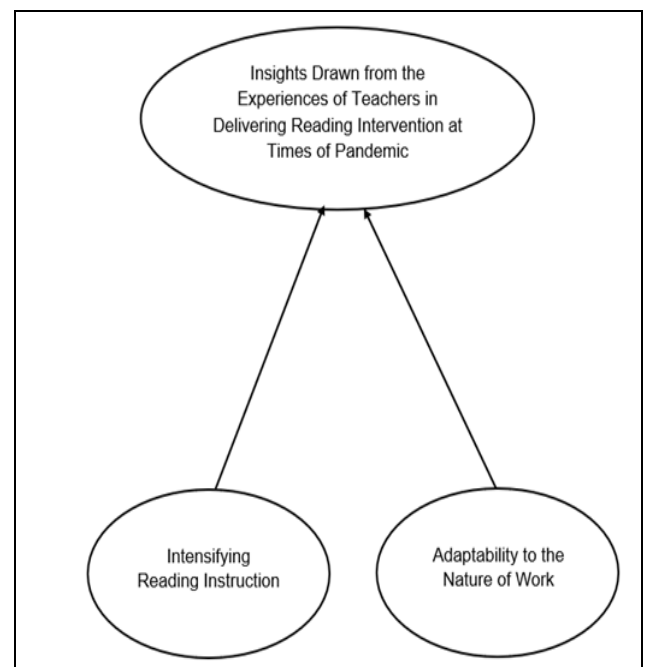 Insights Drawn from the
Experiences of Teachers in
Delivering Reading Intervention at
Times of Pandemic
Intensifying
Reading Instruction
Adaptability to the
Nature of Work